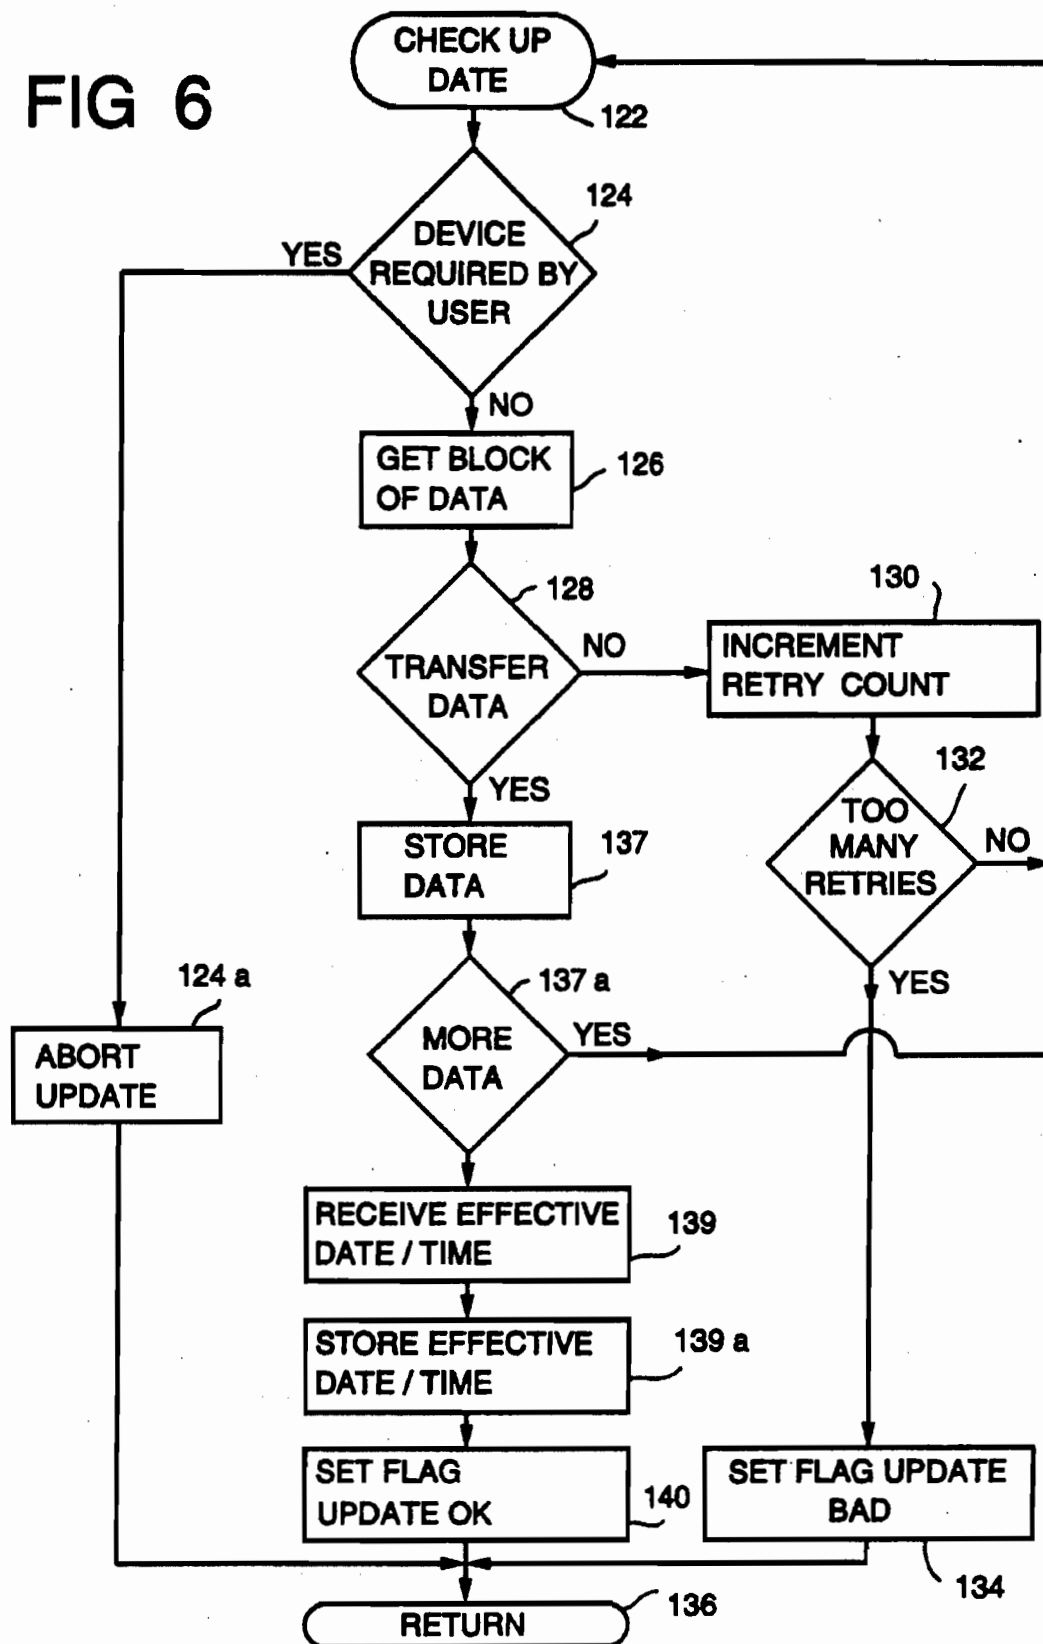 FIG 6
CHECK UP
DATE
122
124
DEVICE
REQUIRED BY
USER
YES
NO
GET BLOCK
OF DATA
126
128
TRANSFER
DATA
NO
130
INCREMENT
RETRY COUNT
YES
132
TOO
MANY
RETRIES
NO
STORE
DATA
137
YES
124 a
137 a
MORE
DATA
YES
ABORT
UPDATE
RECEIVE EFFECTIVE
DATE / TIME
139
STORE EFFECTIVE
DATE / TIME
139 a
SET FLAG
UPDATE OK
140
SET FLAG UPDATE
BAD
134
RETURN
136